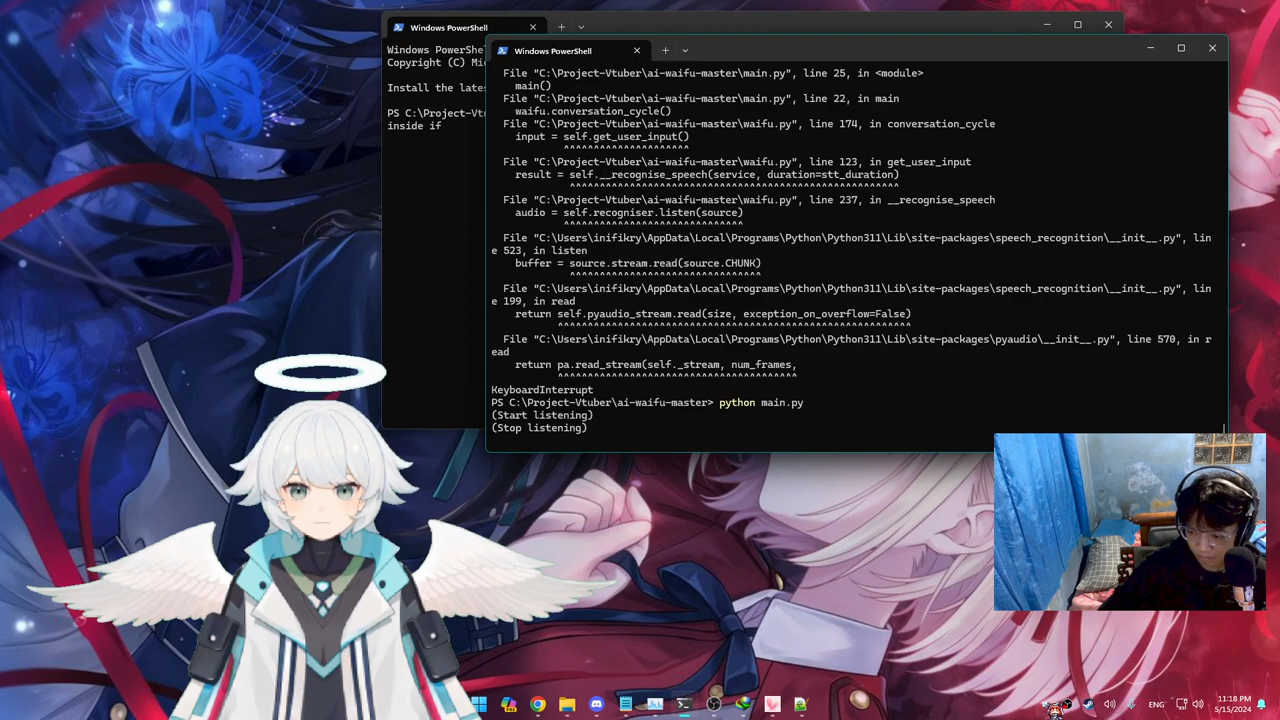 Windows PowerShell
Windows PowerShe
Copyright (C) Mi
Install the lates
PS C:\Project-Vtu
inside if
Windows PowerShell
File "C:\Project-Vtuber\ai-waifu-master\main.py", line 25, in <module>
main()
File "C:\Project-Vtuber\ai-waifu-master\main.py", line 22, in main
waifu.conversation_cycle()
File "C:\Project-Vtuber\ai-waifu-master\waifu.py", line 174, in conversation_cycle
input = self.get_user_input()
^^^^^^^^^^^^^^^^^^^^^
File "C:\Project-Vtuber\ai-waifu-master\waifu.py", line 123, in get_user_input
result = self.__recognise_speech(service, duration=stt_duration)
^^^^^^^^^^^^^^^^^^^^^^^^^^^^^^^^^^^^^^^^^^^^^^^^^^^^^^^
File "C:\Project-Vtuber\ai-waifu-master\waifu.py", line 237, in __recognise_speech
audio = self.recogniser.listen(source)
^^^^^^^^^^^^^^^^^^^^^^^^^^^^^^
File "C:\Users\inifikry\AppData\Local\Programs\Python\Python311\Lib\site-packages\speech_recognition\__init__.py", lin
e 523, in listen
buffer = source.stream.read(source.CHUNK)
^^^^^^^^^^^^^^^^^^^^^^^^^^^^^^^^
File "C:\Users\inifikry\AppData\Local\Programs\Python\Python311\Lib\site-packages\speech_recognition\__init__.py", lin
e 199, in read
return self.pyaudio_stream.read(size, exception_on_overflow=False)
^^^^^^^^^^^^^^^^^^^^^^^^^^^^^^^^^^^^^^^^^^^^^^^^^^^^^^^^^^^
File "C:\Users\inifikry\AppData\Local\Programs\Python\Python311\Lib\site-packages\pyaudio\__init__.py", line 570, in r
ead
return pa.read_stream(self._stream, num_frames,
^^^^^^^^^^^^^^^^^^^^^^^^^^^^^^^^^^^^^^^^
KeyboardInterrupt
PS C:\Project-Vtuber\ai-waifu-master> python main.py
(Start listening)
(Stop listening)
ENG
11:18 PM
5/15/2024